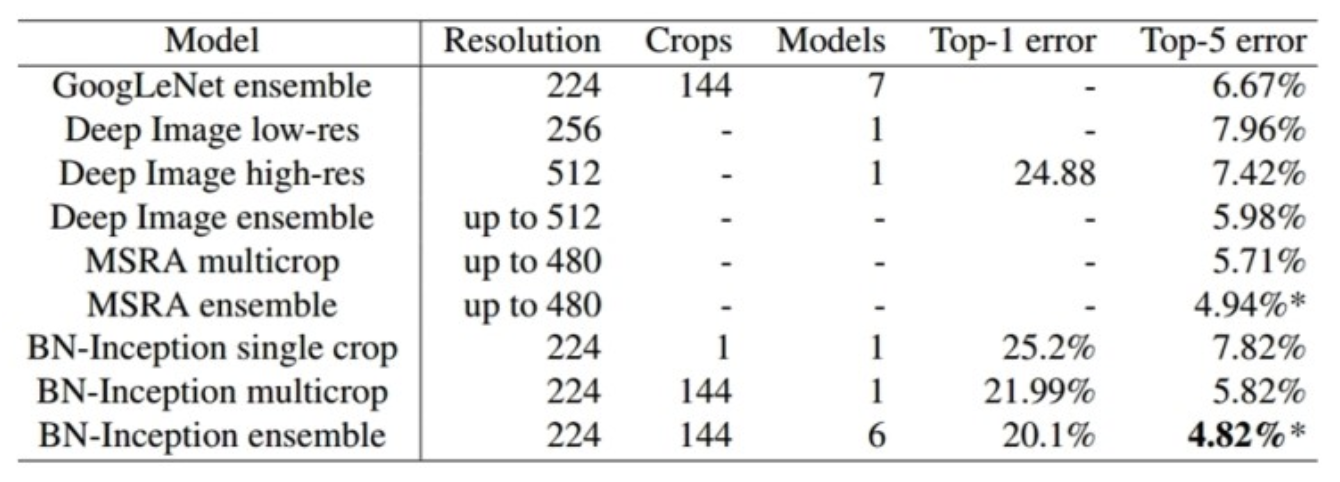 Model Resolution Crops Models Top-1 error Top-5 error
GoogLeNet ensemble 224 144 7 - 6.67%
Deep Image low-res 256 - 1 - 7.96%
Deep Image high-res 512 - 1 24.88 7.42%
Deep Image ensemble up to 512 - - - 5.98%
MSRA multicrop up to 480 - - - 5.71%
MSRA ensemble up to 480 - - - 4.94%*
BN-Inception single crop 224 1 1 25.2% 7.82%
BN-Inception multicrop 224 144 1 21.99% 5.82%
BN-Inception ensemble 224 144 6 20.1% 4.82%*